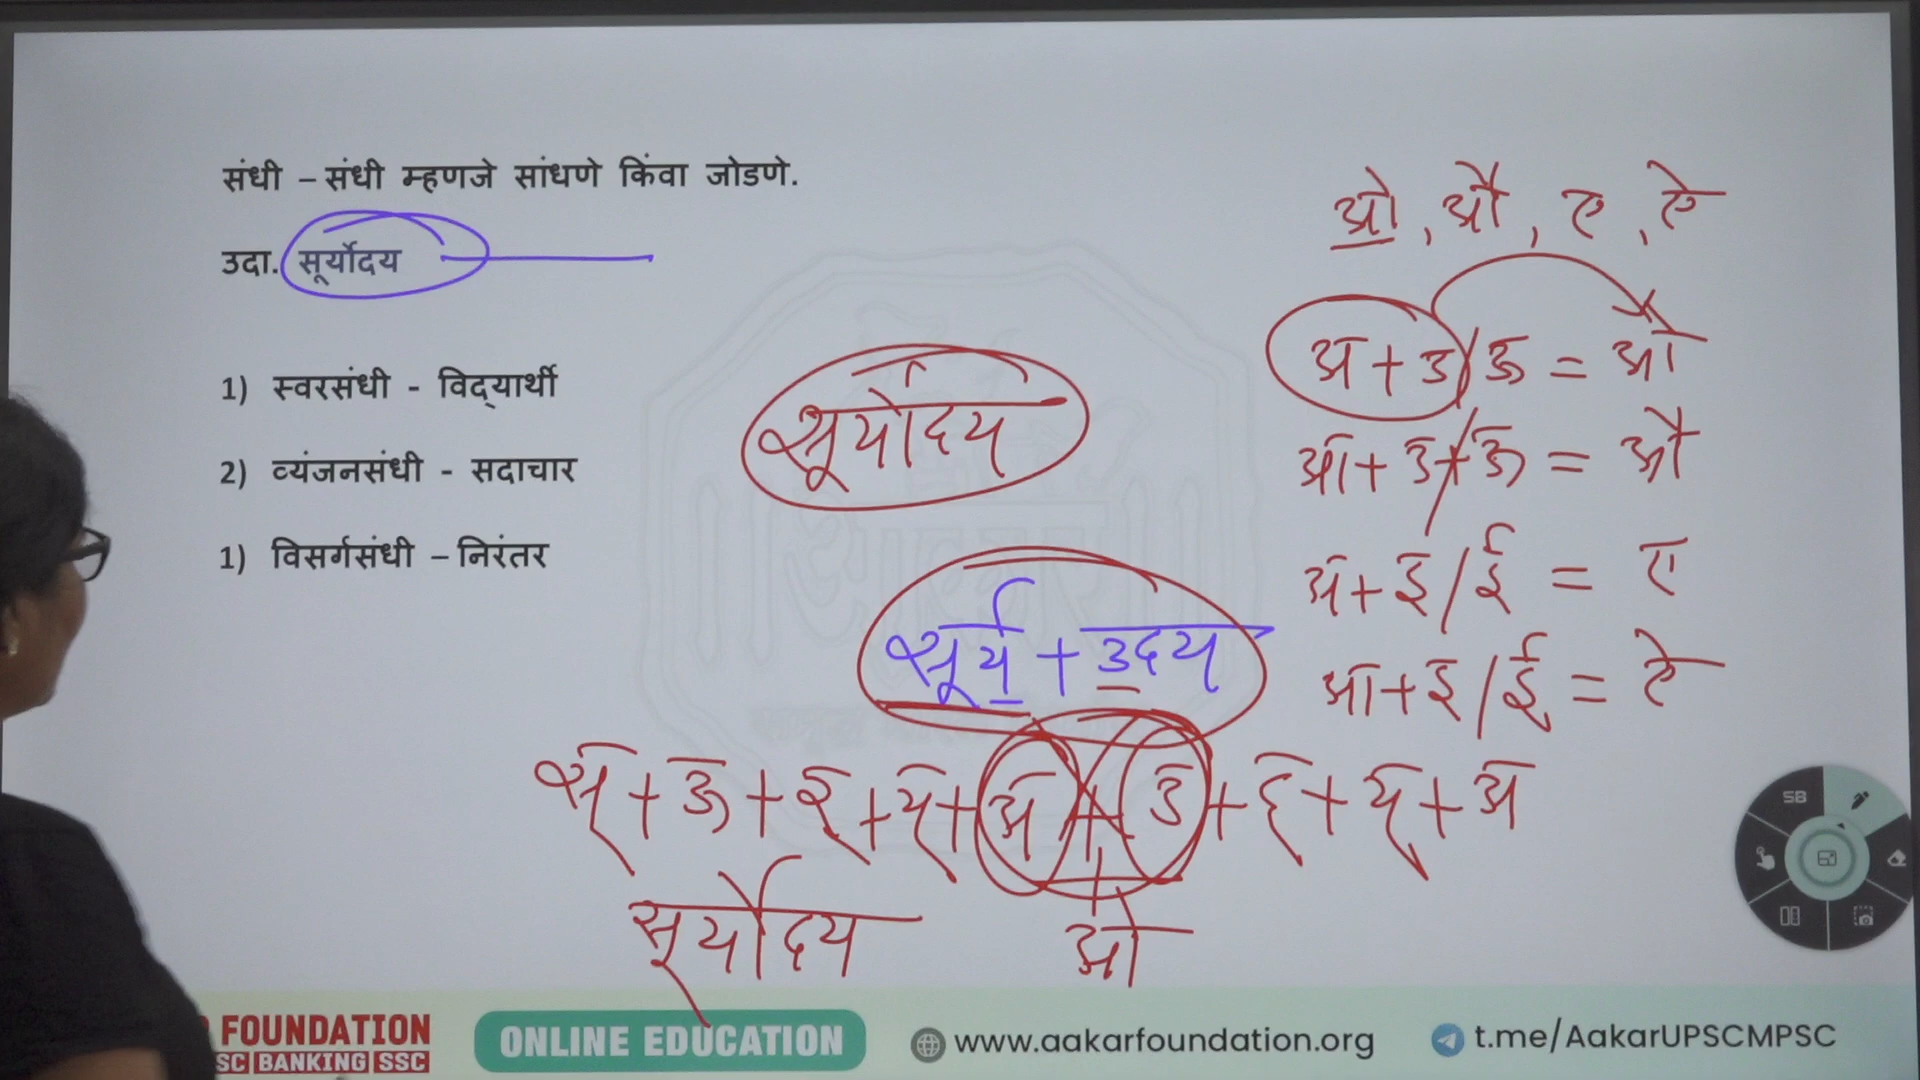 संधी – संधी म्हणजे सांधणे किंवा जोडणे.
उदा. सूर्योदय
1) स्वरसंधी - विद्‌यार्थी
2) व्यंजनसंधी - सदाचार
1) विसर्गसंधी – निरंतर
सूर्योदय
सूर्य + उदय
स् + ऊ + र् + य् + अ + उ + द् + य् + अ
सूर्योदय
ओ
ओ, औ, ए, ऐ
अ + उ / ऊ = ओ
आ + उ / ऊ = औ
अ + इ / ई = ए
आ + इ / ई = ऐ
SB
FOUNDATION
SC BANKING SSC
ONLINE EDUCATION
www.aakarfoundation.org
t.me/AakarUPSCMPSC